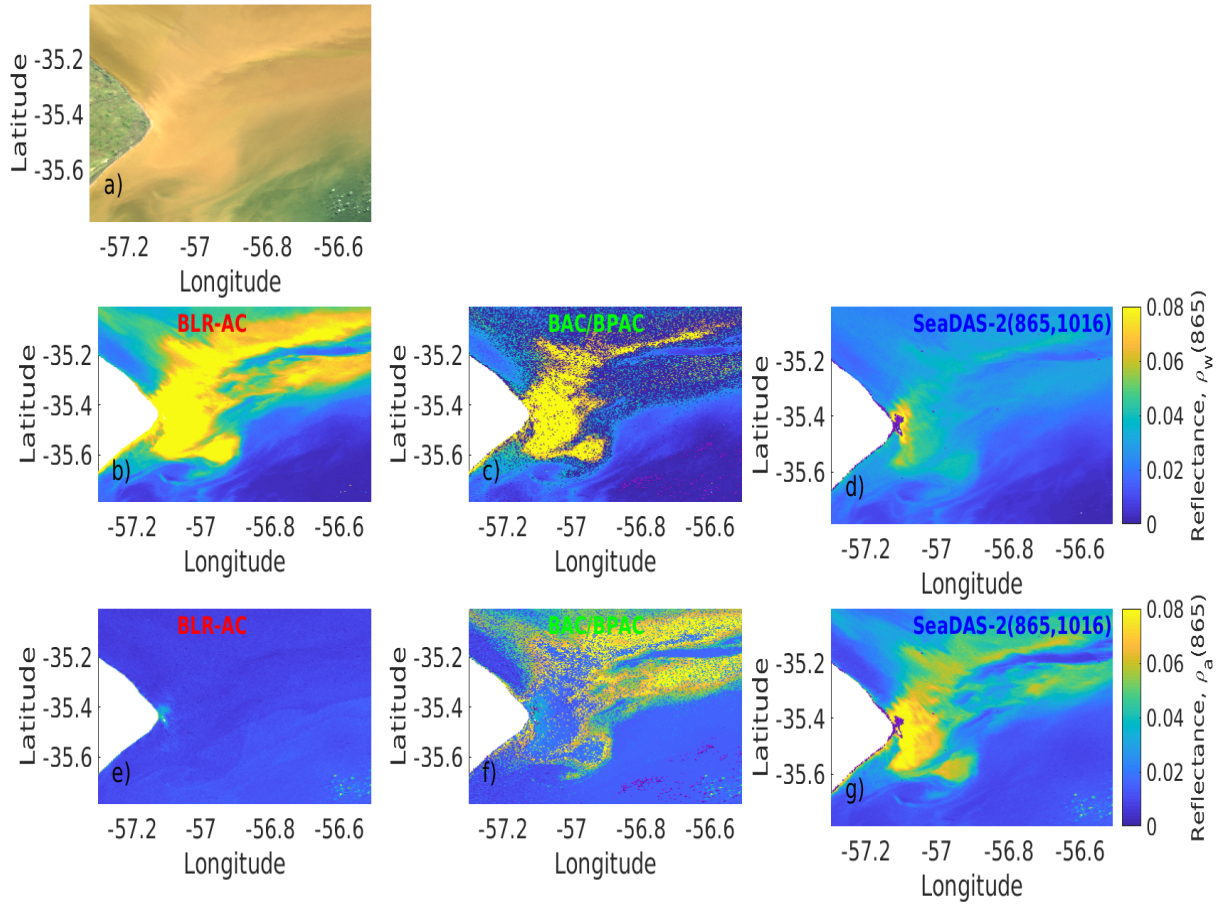 Latitude
-35.2
-35.4
-35.6
a)
-57.2 -57 -56.8 -56.6
Longitude
BLR-AC
Latitude
-35.2
-35.4
-35.6
b)
-57.2 -57 -56.8 -56.6
Longitude
BAC/BPAC
Latitude
-35.2
-35.4
-35.6
c)
-57.2 -57 -56.8 -56.6
Longitude
SeaDAS-2(865,1016)
Latitude
-35.2
-35.4
-35.6
d)
-57.2 -57 -56.8 -56.6
Longitude
0.08
0.06
0.04
0.02
0
Reflectance, ρw(865)
BLR-AC
Latitude
-35.2
-35.4
-35.6
e)
-57.2 -57 -56.8 -56.6
Longitude
BAC/BPAC
Latitude
-35.2
-35.4
-35.6
f)
-57.2 -57 -56.8 -56.6
Longitude
SeaDAS-2(865,1016)
Latitude
-35.2
-35.4
-35.6
g)
-57.2 -57 -56.8 -56.6
Longitude
0.08
0.06
0.04
0.02
0
Reflectance, ρa(865)